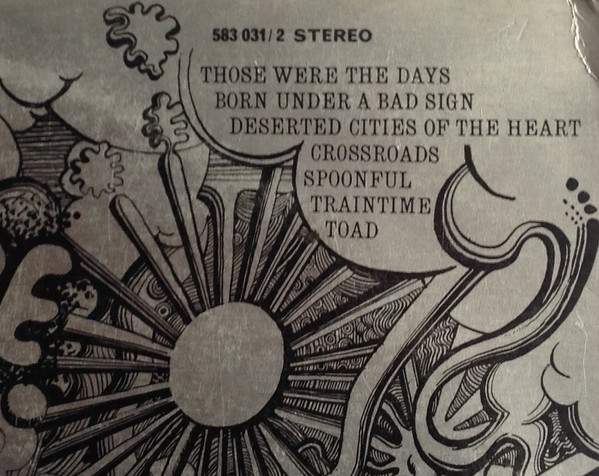 583 031/2 STEREO
THOSE WERE THE DAYS
BORN UNDER A BAD SIGN
DESERTED CITIES OF THE HEART
CROSSROADS
SPOONFUL
TRAINTIME
TOAD